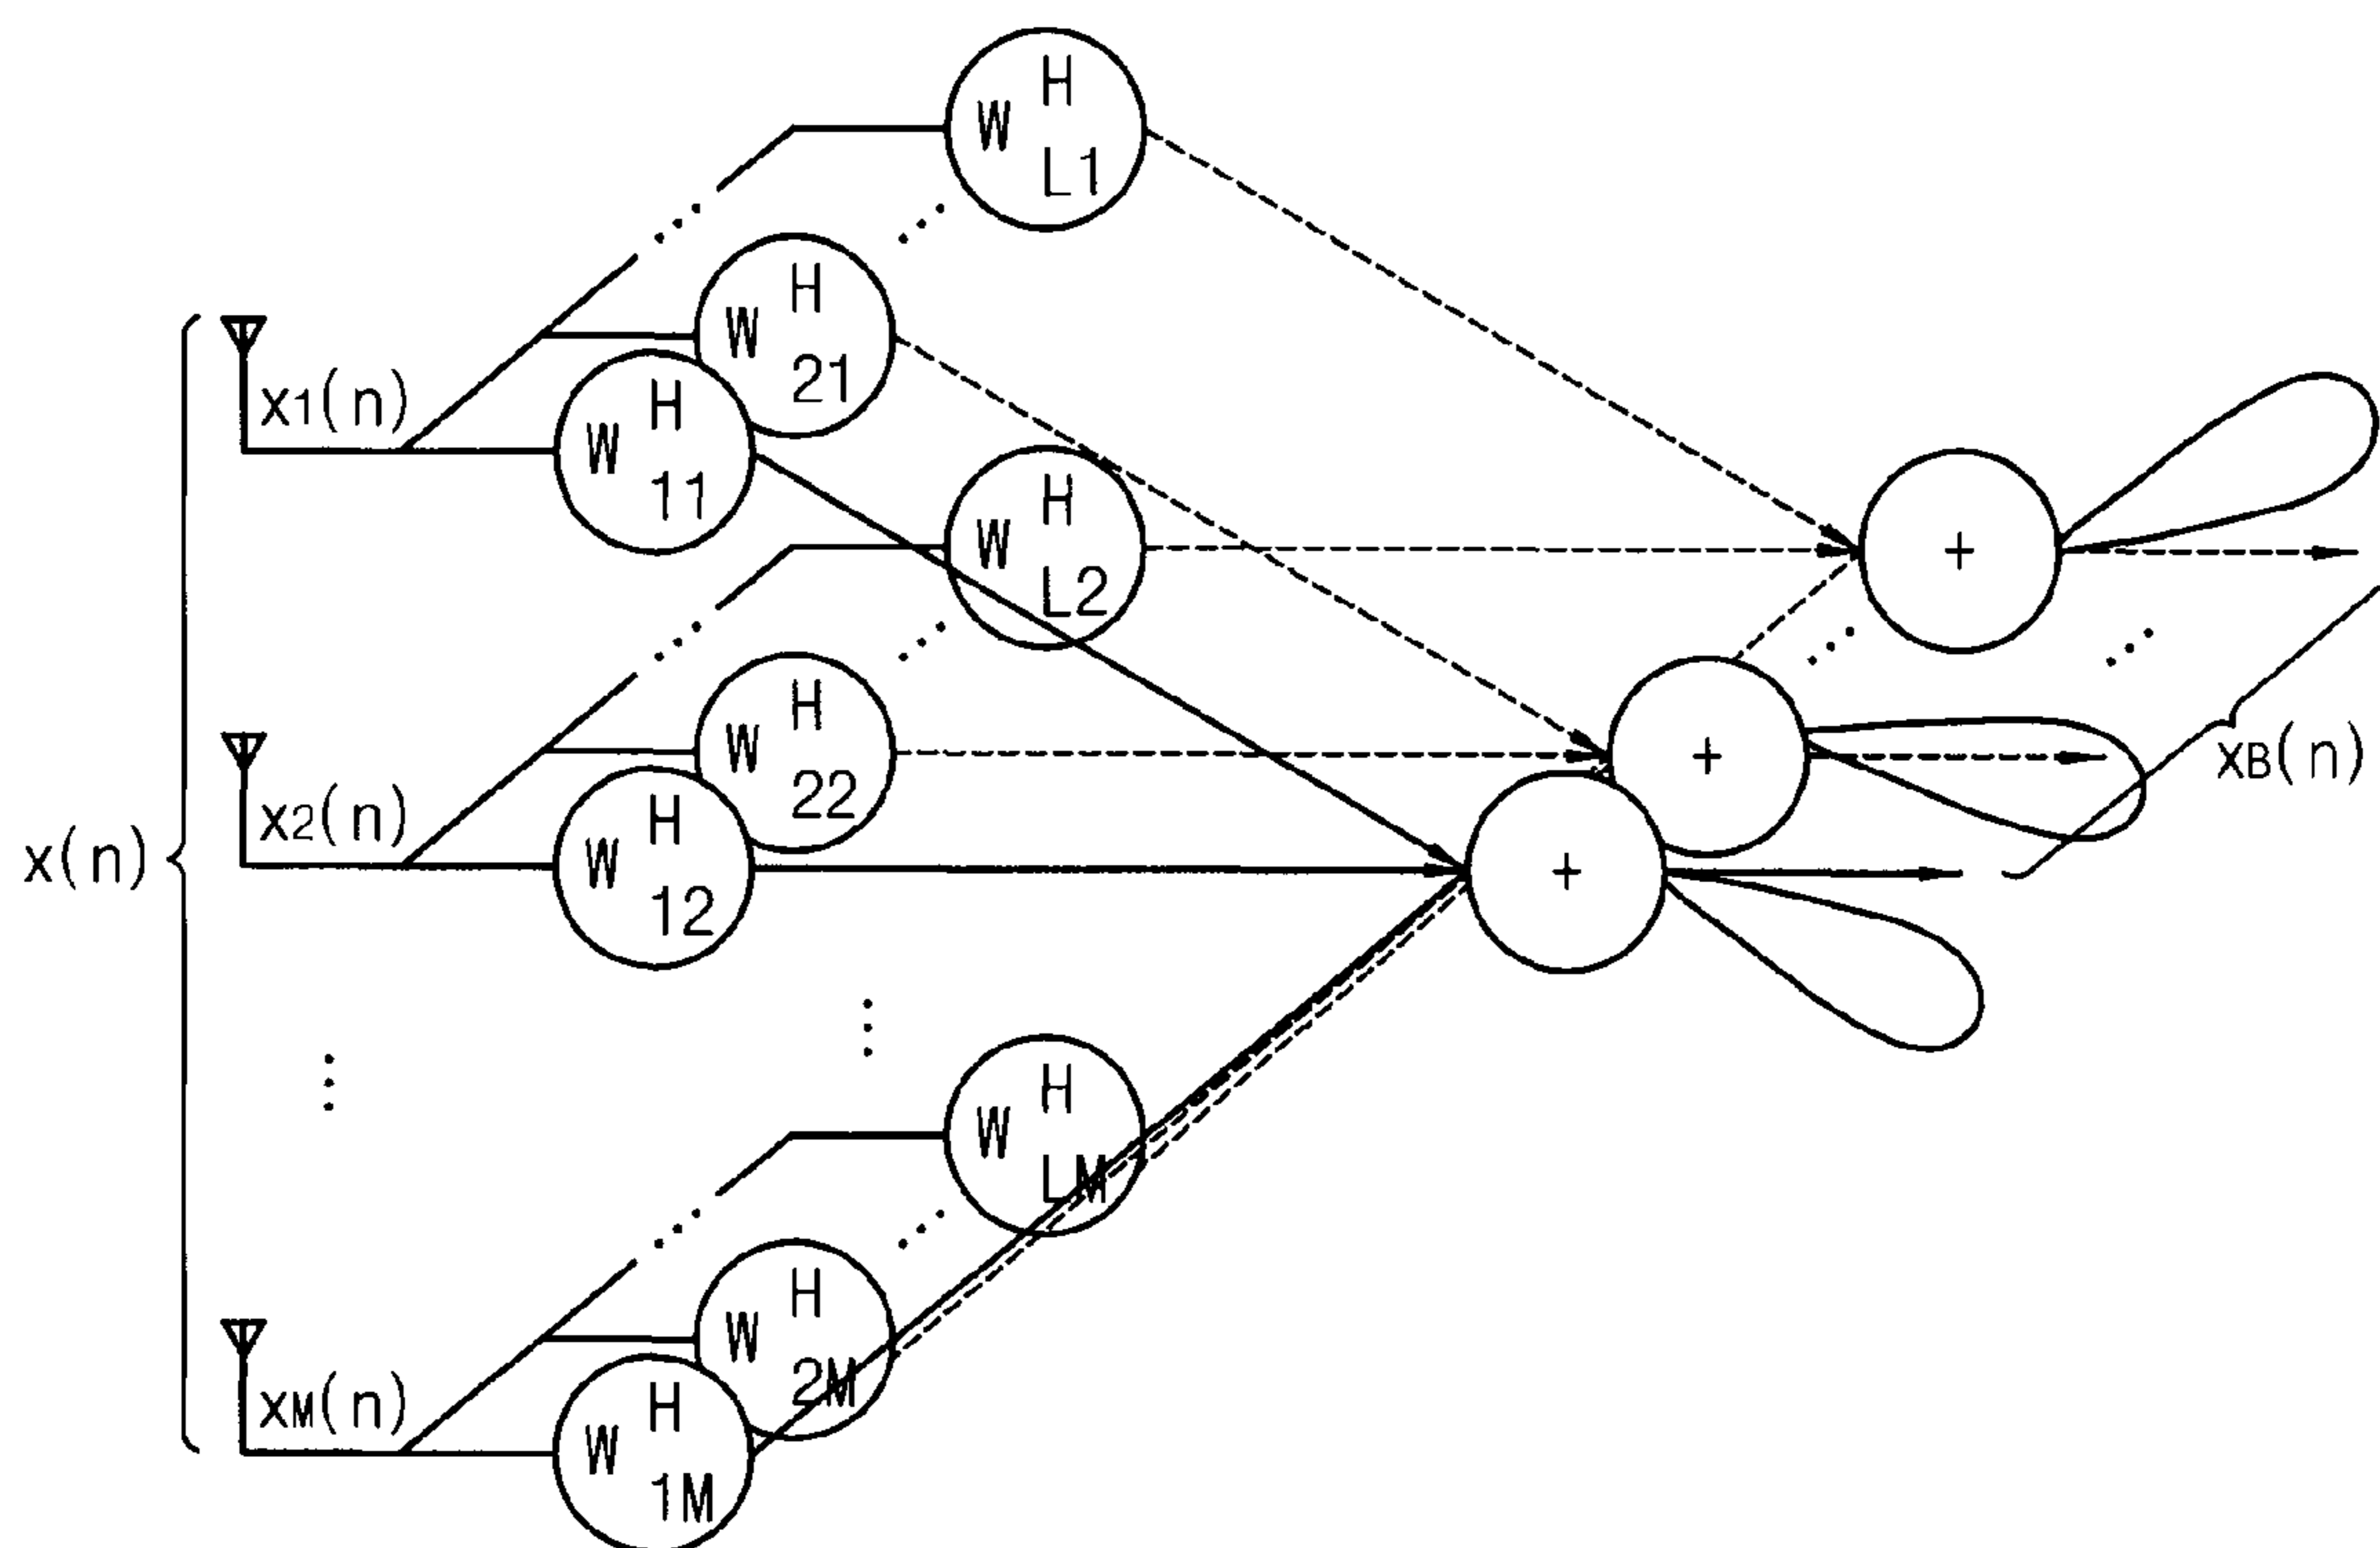 H
W
L1
H
W
21
x1(n)
H
W
11
H
W
L2
+
H
W
22
+
xB(n)
x2(n)
H
W
12
x(n)
+
H
W
LM
H
W
2M
xM(n)
H
W
1M